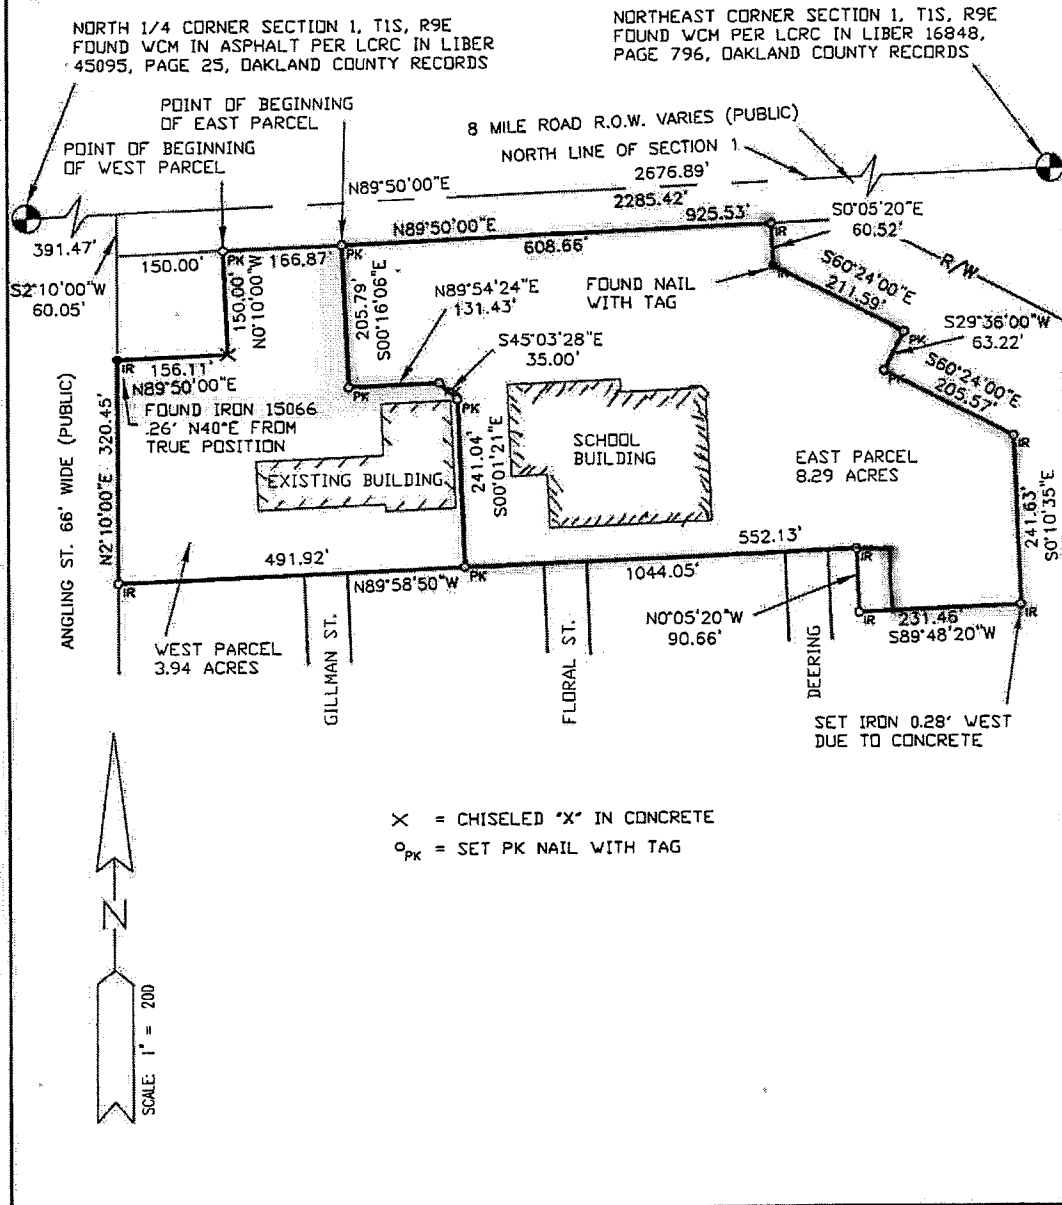 NORTH 1/4 CORNER SECTION 1, T1S, R9E
FOUND WCM IN ASPHALT PER LCRC IN LIBER
45095, PAGE 25, OAKLAND COUNTY RECORDS
NORTHEAST CORNER SECTION 1, T1S, R9E
FOUND WCM PER LCRC IN LIBER 16848,
PAGE 796, OAKLAND COUNTY RECORDS
POINT OF BEGINNING
OF EAST PARCEL
POINT OF BEGINNING
OF WEST PARCEL
8 MILE ROAD R.O.W. VARIES (PUBLIC)
NORTH LINE OF SECTION 1
N89°50'00"E
2676.89'
2285.42'
391.47'
N89°50'00"E
925.53'
S0°05'20"E
60.52'
R/W
150.00'
PK
166.87'
PK
608.66'
IR
S2°10'00"W
60.05'
150.00'
N0°10'00"W
205.79'
S00°16'06"E
N89°54'24"E
131.43'
FOUND NAIL
WITH TAG
IR
S60°24'00"E
211.59'
S29°36'00"W
63.22'
PK
S45°03'28"E
35.00'
IR
156.11'
N89°50'00"E
PK
PK
PK
S60°24'00"E
205.57'
FOUND IRON 15066
.26' N40°E FROM
TRUE POSITION
SCHOOL
BUILDING
IR
EXISTING BUILDING
241.04'
S00°01'21"E
EAST PARCEL
8.29 ACRES
ANGLING ST. 66' WIDE (PUBLIC)
N2°10'00"E 320.45'
241.63'
S0°10'35"E
491.92'
552.13'
IR
N89°58'50"W
PK
1044.05'
N0°05'20"W
90.66'
IR
231.46'
S89°48'20"W
IR
WEST PARCEL
3.94 ACRES
GILLMAN ST.
FLORAL ST.
DEERING
SET IRON 0.28' WEST
DUE TO CONCRETE
X = CHISELED "X" IN CONCRETE
PK = SET PK NAIL WITH TAG
N
SCALE: 1" = 200